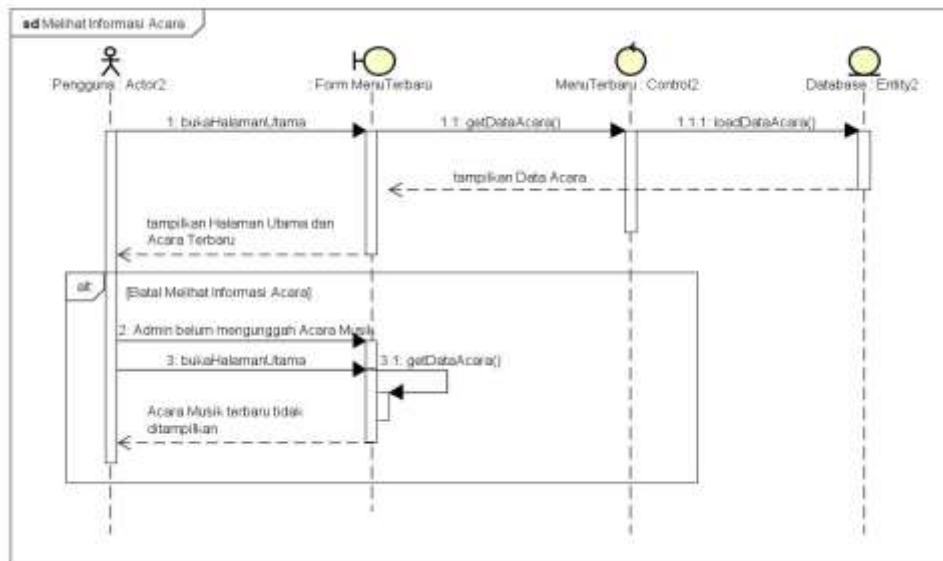 sd Melihat Informasi Acara
Pengguna : Actor2
: Form MenuTerbaru
MenuTerbaru : Control2
Database : Entity2
1: bukaHalamanUtama
1.1: getDataAcara()
1.1.1: loadDataAcara()
tampilkan Data Acara
tampilkan Halaman Utama dan
Acara Terbaru
alt
[Batal Melihat Informasi Acara]
2: Admin belum mengunggah Acara Musik
3: bukaHalamanUtama
3.1: getDataAcara()
Acara Musik terbaru tidak
ditampilkan